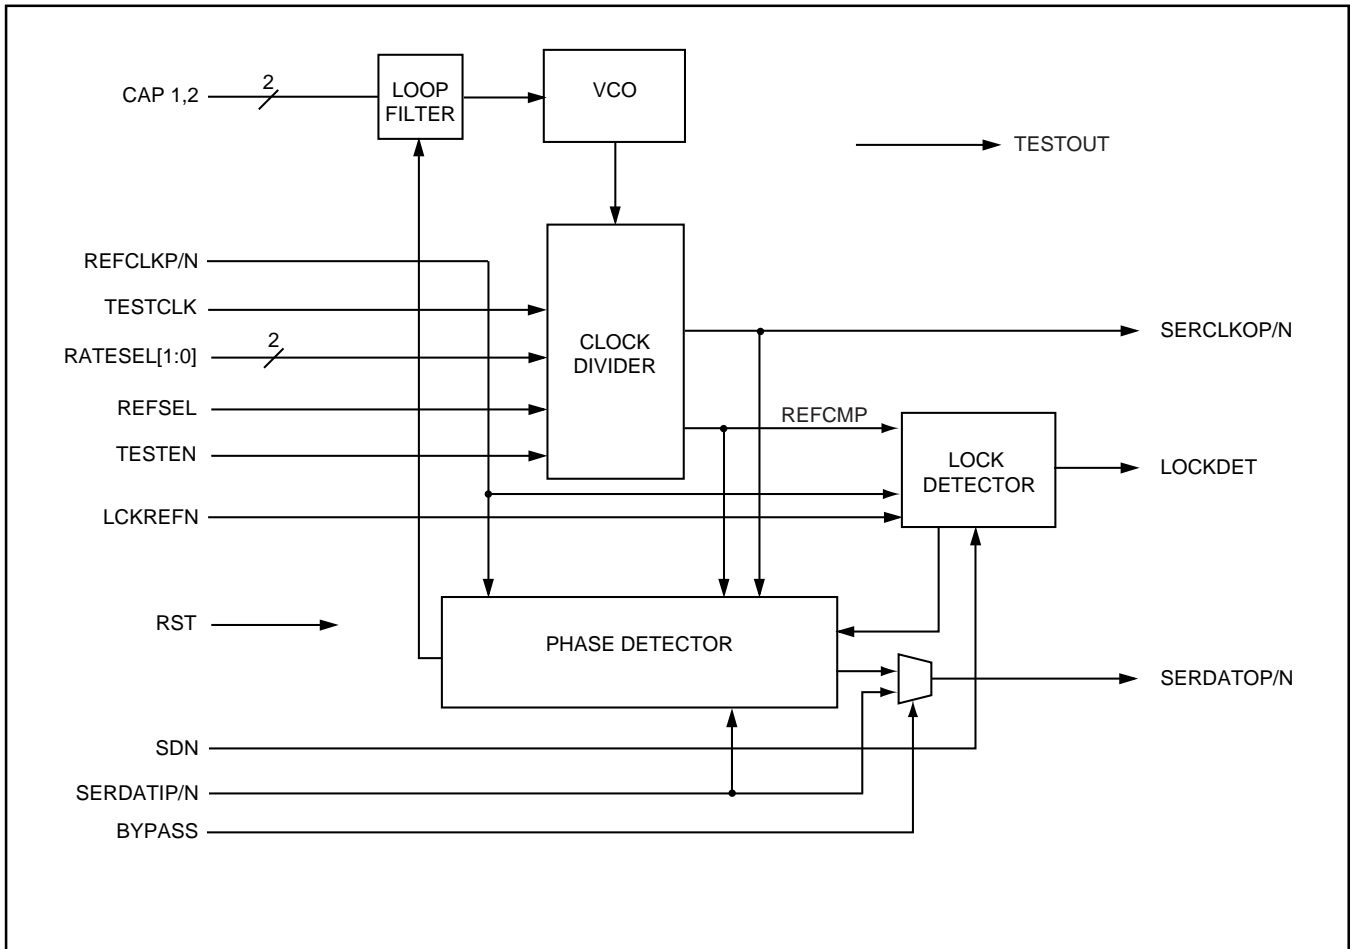 CAP 1,2
2
LOOP
FILTER
VCO
TESTOUT
REFCLKP/N
TESTCLK
RATESEL[1:0]
2
REFSEL
TESTEN
LCKREFN
CLOCK
DIVIDER
SERCLKOP/N
REFCMP
LOCK
DETECTOR
LOCKDET
RST
PHASE DETECTOR
SERDATOP/N
SDN
SERDATIP/N
BYPASS